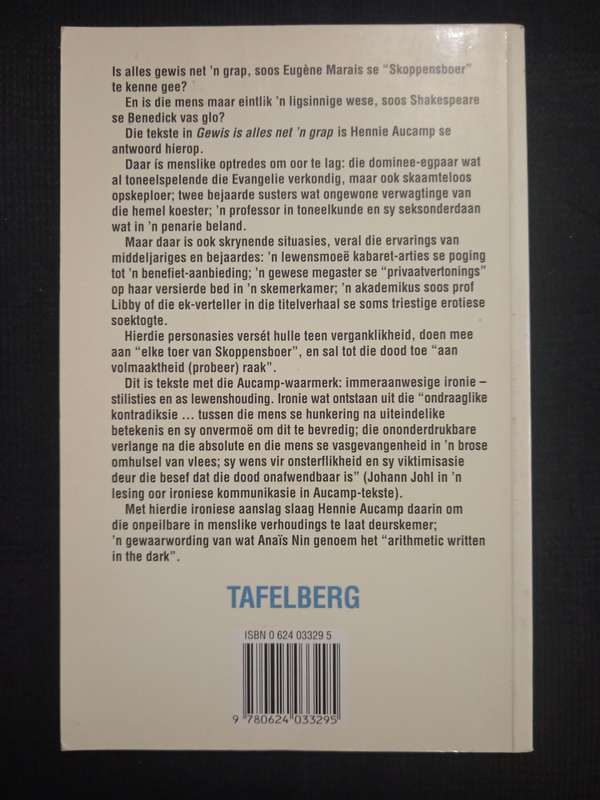 Is alles gewis net 'n grap, soos Eugène Marais se “Skoppensboer”
te kenne gee?
En is die mens maar eintlik 'n ligsinnige wese, soos Shakespeare
se Benedick vas glo?
Die tekste in Gewis is alles net 'n grap is Hennie Aucamp se
antwoord hierop.
Daar is menslike optredes om oor te lag: die dominee-egpaar wat
al toneelspelende die Evangelie verkondig, maar ook skaamteloos
opskeploer; twee bejaarde susters wat ongewone verwagtinge van
die hemel koester; 'n professor in toneelkunde en sy seksonderdaan
wat in 'n penarie beland.
Maar daar is ook skrynende situasies, veral die ervarings van
middeljariges en bejaardes: 'n lewensmoeë kabaret-arties se poging
tot 'n benefiet-aanbieding; 'n gewese megaster se “privaatvertonings”
op haar versierde bed in 'n skemerkamer; 'n akademikus soos prof
Libby of die ek-verteller in die titelverhaal se soms triestige erotiese
soektogte.
Hierdie personasies versét hulle teen verganklikheid, doen mee
aan “elke toer van Skoppensboer”, en sal tot die dood toe “aan
volmaaktheid (probeer) raak”.
Dit is tekste met die Aucamp-waarmerk: immeraanwesige ironie –
stilisties en as lewenshouding. Ironie wat ontstaan uit die “ondraaglike
kontradiksie ... tussen die mens se hunkering na uiteindelike
betekenis en sy onvermoë om dit te bevredig; die ononderdrukbare
verlange na die absolute en die mens se vasgevangenheid in 'n brose
omhulsel van vlees; sy wens vir onsterflikheid en sy viktimisasie
deur die besef dat die dood onafwendbaar is” (Johann Johl in 'n
lesing oor ironiese kommunikasie in Aucamp-tekste).
Met hierdie ironiese aanslag slaag Hennie Aucamp daarin om
die onpeilbare in menslike verhoudings te laat deurskemer;
'n gewaarwording van wat Anaïs Nin genoem het “arithmetic written
in the dark”.
TAFELBERG
ISBN 0 624 03329 5
9 780624 033295